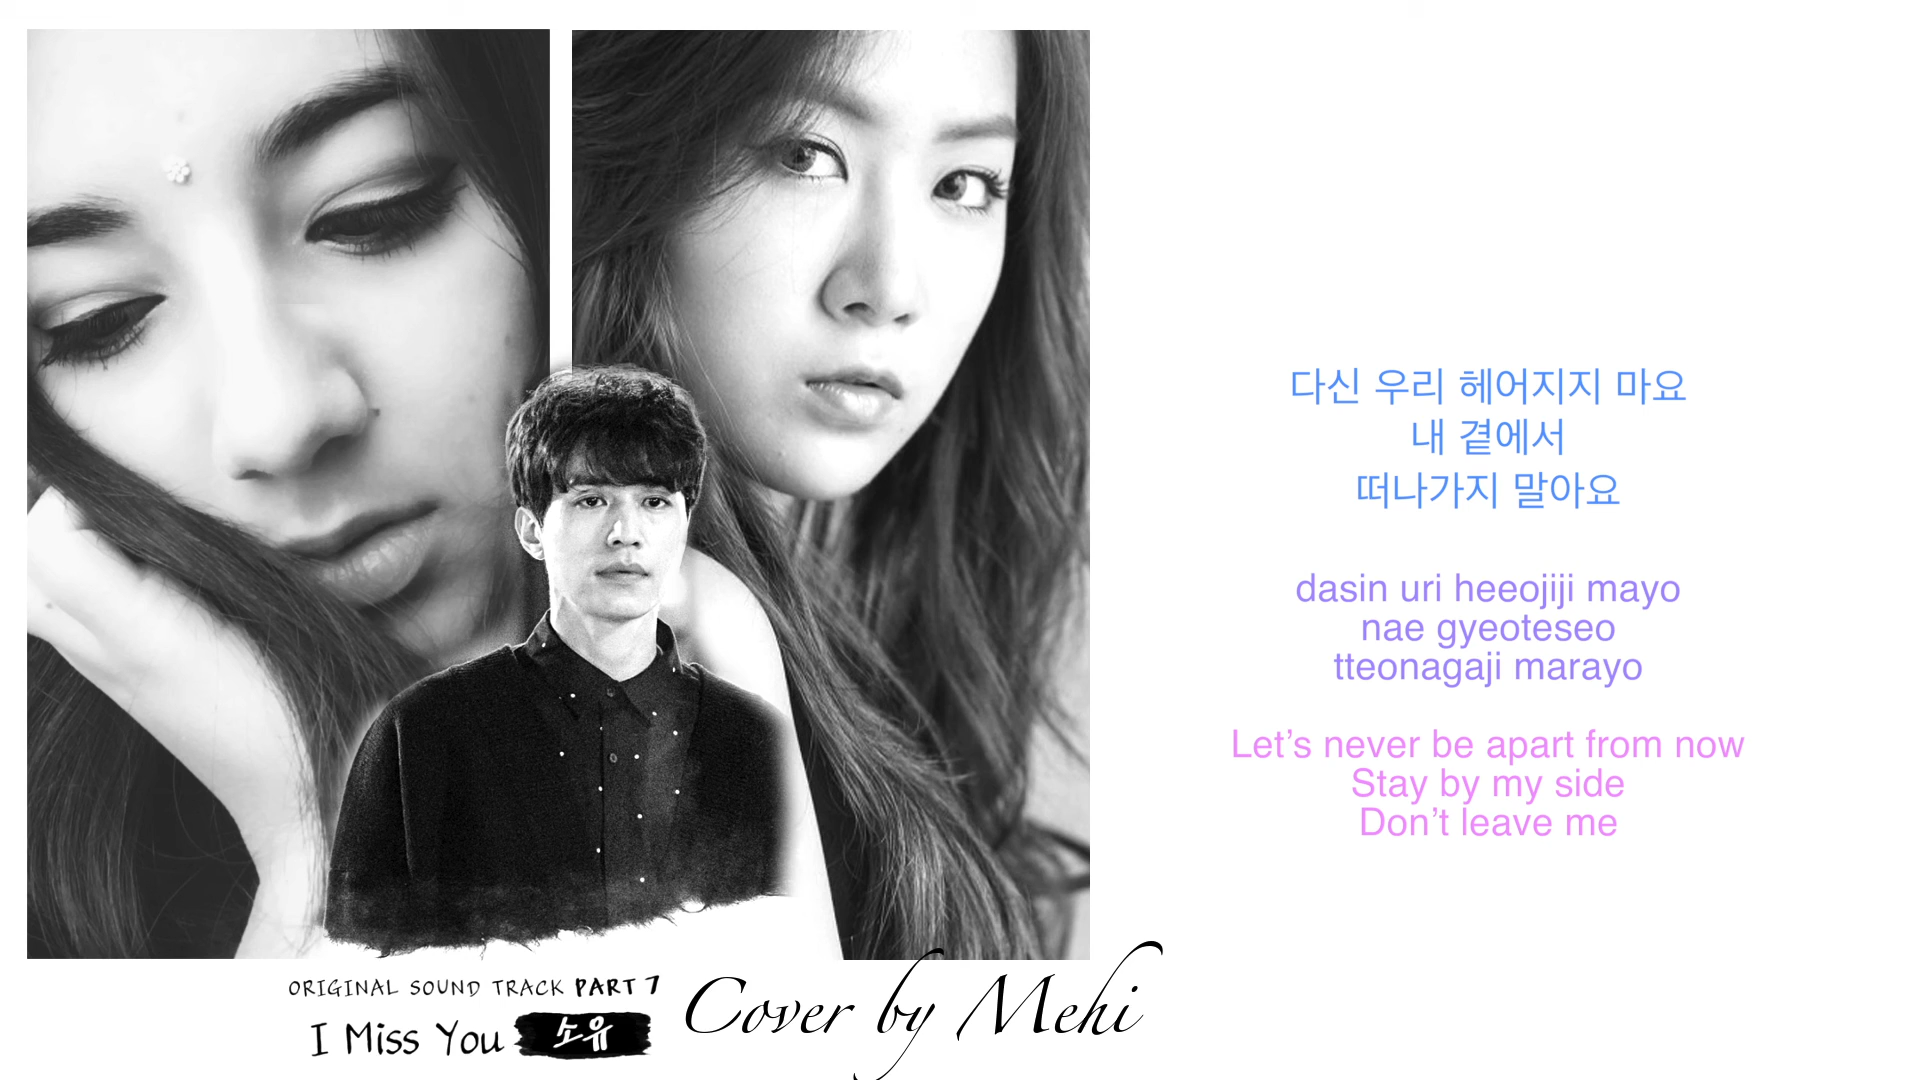 다신 우리 헤어지지 마요
내 곁에서
떠나가지 말아요
dasin uri heeojiji mayo
nae gyeoteseo
tteonagaji marayo
Let’s never be apart from now
Stay by my side
Don’t leave me
ORIGINAL SOUND TRACK PART 7
I Miss You 소유
Cover by Mehi